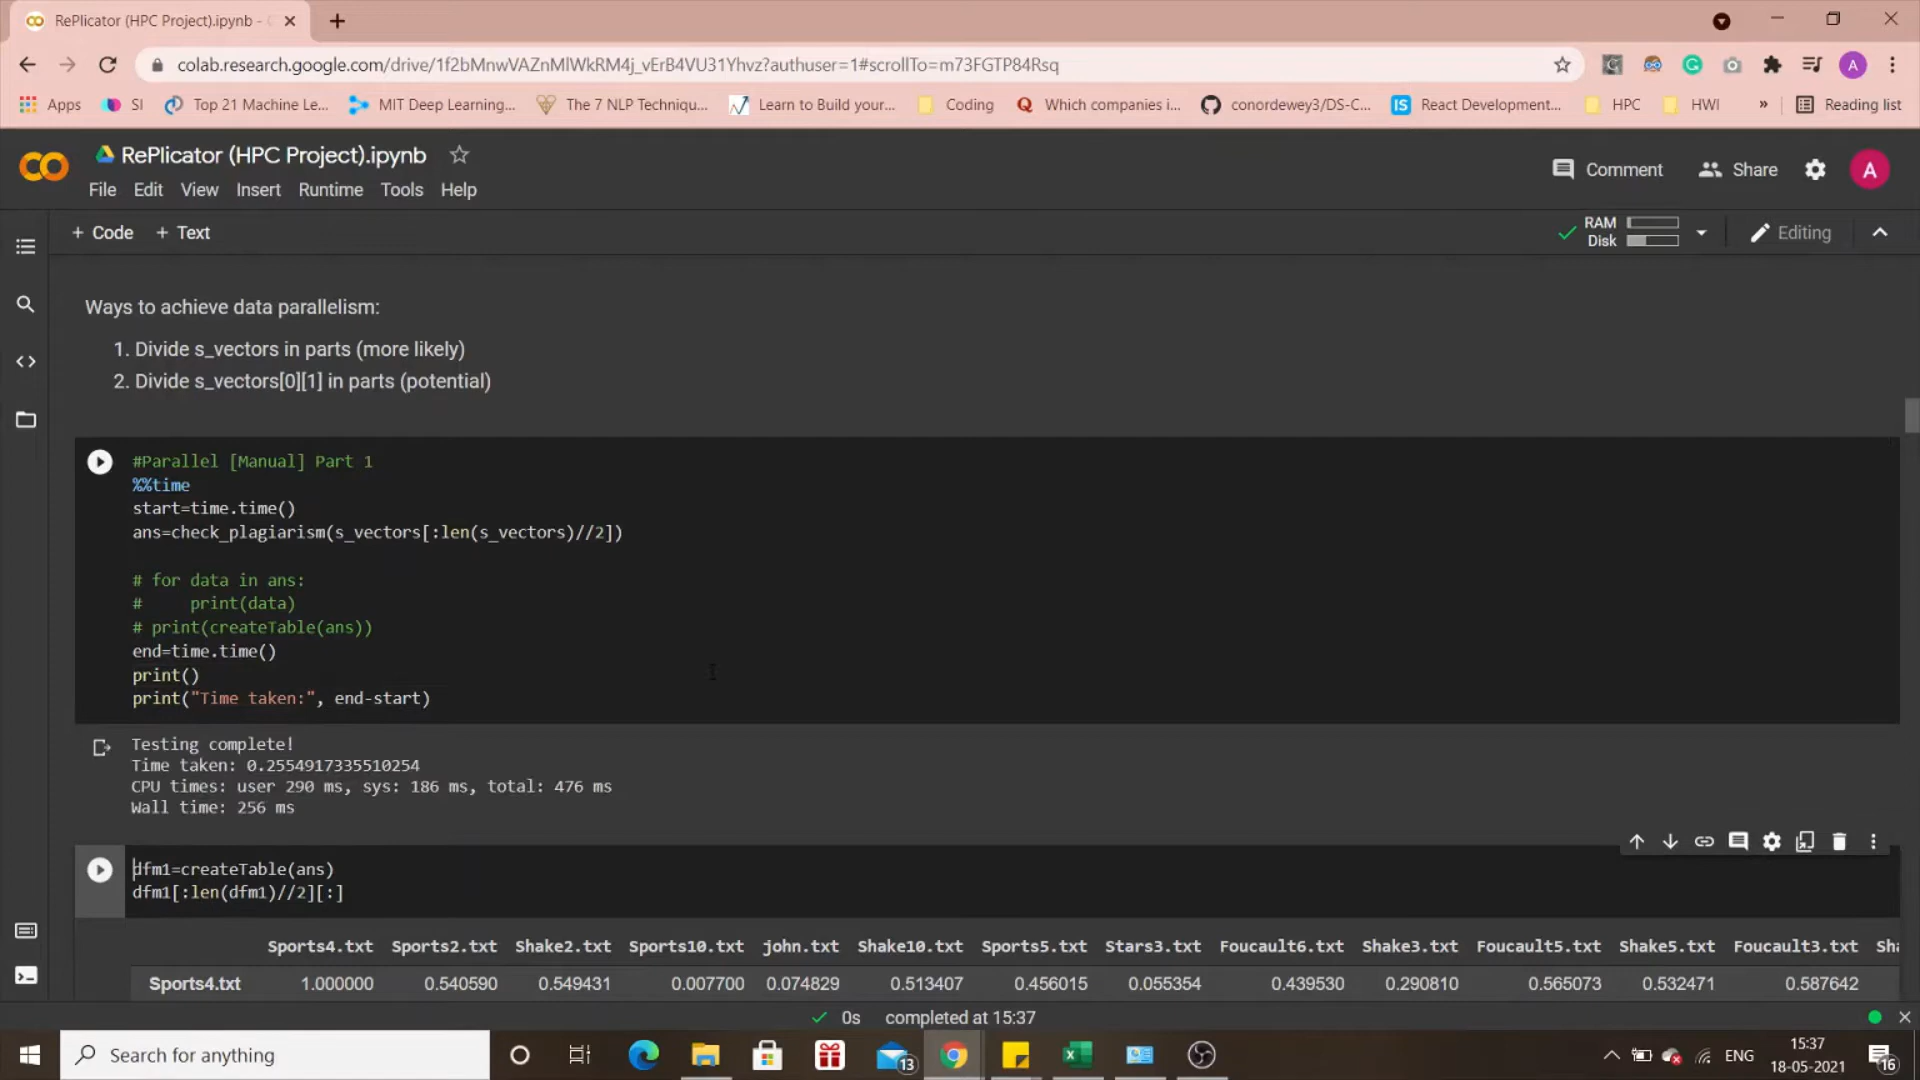 RePlicator (HPC Project).ipynb -
colab.research.google.com/drive/1f2bMnwVAZnMlWkRM4j_vErB4VU31Yhvz?authuser=1#scrollTo=m73FGTP84Rsq
A
Apps SI Top 21 Machine Le... MIT Deep Learning... The 7 NLP Techniqu... Learn to Build your... Coding Which companies i... conordewey3/DS-C... IS React Development... HPC HWI » Reading list
RePlicator (HPC Project).ipynb
File Edit View Insert Runtime Tools Help
Comment Share A
+ Code + Text
RAM
Disk
Editing
Ways to achieve data parallelism:
1. Divide s_vectors in parts (more likely)
2. Divide s_vectors[0][1] in parts (potential)
#Parallel [Manual] Part 1
%%time
start=time.time()
ans=check_plagiarism(s_vectors[:len(s_vectors)//2])
# for data in ans:
#     print(data)
# print(createTable(ans))
end=time.time()
print()
print("Time taken:", end-start)
Testing complete!
Time taken: 0.2554917335510254
CPU times: user 290 ms, sys: 186 ms, total: 476 ms
Wall time: 256 ms
dfm1=createTable(ans)
dfm1[:len(dfm1)//2][:]
Sports4.txt Sports2.txt Shake2.txt Sports10.txt john.txt Shake10.txt Sports5.txt Stars3.txt Foucault6.txt Shake3.txt Foucault5.txt Shake5.txt Foucault3.txt
Sports4.txt 1.000000 0.540590 0.549431 0.007700 0.074829 0.513407 0.456015 0.055354 0.439530 0.290810 0.565073 0.532471 0.587642
0s completed at 15:37
Search for anything
13
ENG
15:37
18-05-2021
16